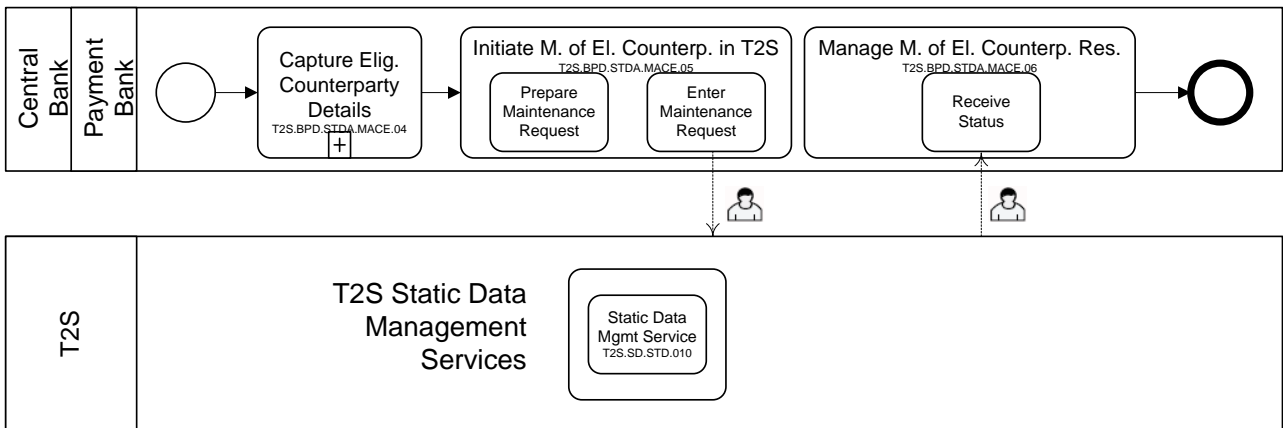 Central
Bank
Payment
Bank
Capture Elig.
Counterparty
Details
T2S.BPD.STDA.MACE.04
+
Initiate M. of El. Counterp. in T2S
T2S.BPD.STDA.MACE.05
Prepare
Maintenance
Request
Enter
Maintenance
Request
Manage M. of El. Counterp. Res.
T2S.BPD.STDA.MACE.06
Receive
Status
T2S
T2S Static Data
Management
Services
Static Data
Mgmt Service
T2S.SD.STD.010